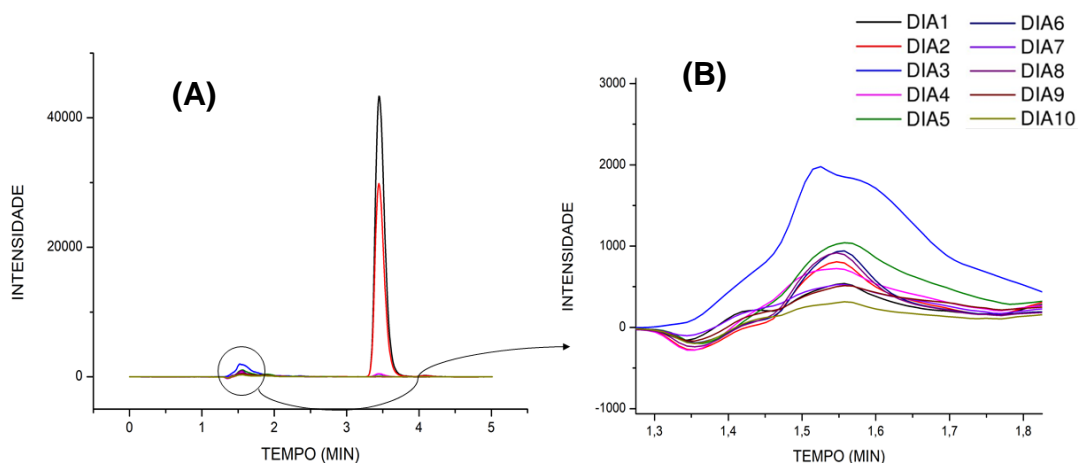 (A)
INTENSIDADE
40000
20000
0
0 1 2 3 4 5
TEMPO (MIN)
(B)
DIA1 DIA6
DIA2 DIA7
DIA3 DIA8
DIA4 DIA9
DIA5 DIA10
INTENSIDADE
3000
2000
1000
0
-1000
1,3 1,4 1,5 1,6 1,7 1,8
TEMPO (MIN)